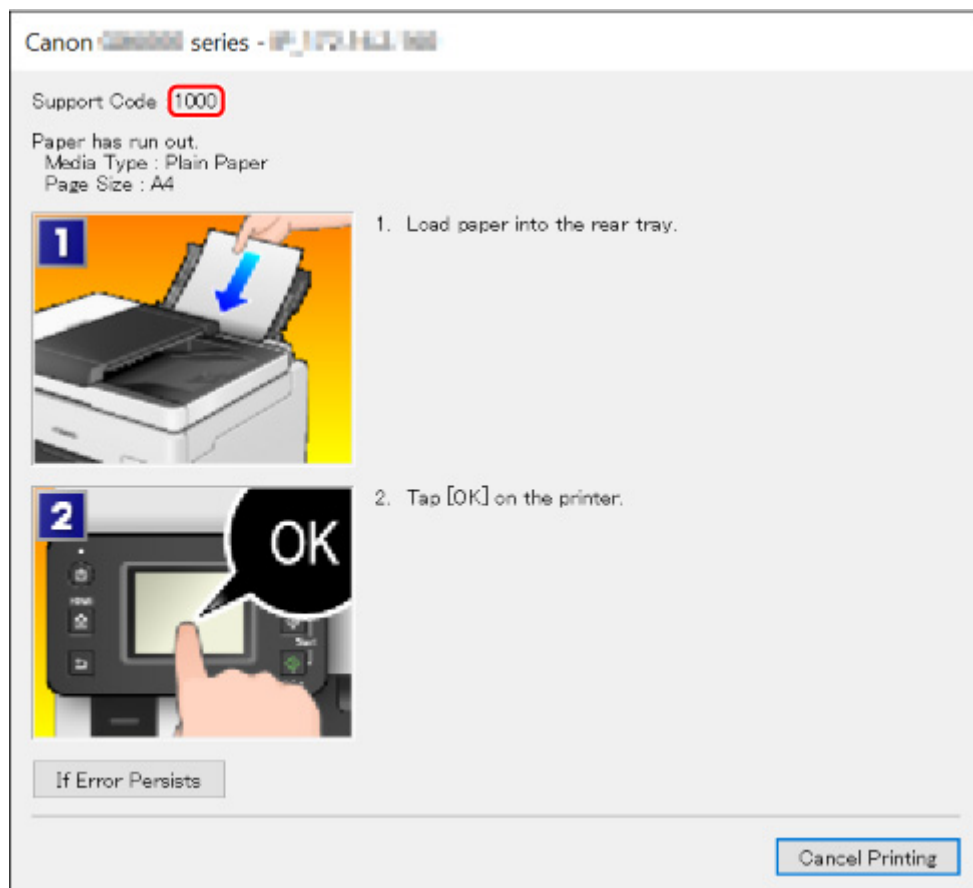 Canon series -
Support Code : 1000
Paper has run out.
Media Type : Plain Paper
Page Size : A4
1
1. Load paper into the rear tray.
2
OK
2. Tap [OK] on the printer.
Start
If Error Persists
Cancel Printing